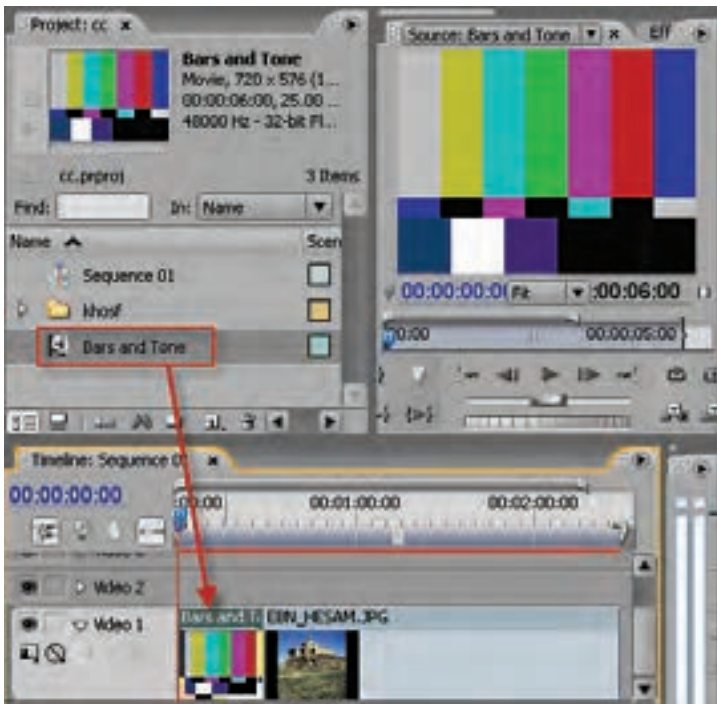 Project: cc
Bars and Tone
Movie, 720 x 576 (1...
00:00:06:00, 25.00 ...
48000 Hz - 32-bit Fl...
cc.prproj
3 Items
Find:
In: Name
Name
Scen
Sequence 01
khosf
Bars and Tone
Source: Bars and Tone
Eff
00:00:00:0
Fit
:00:06:00
00:00
00:00:05:00
Timeline: Sequence 01
00:00:00:00
:00:00
00:01:00:00
00:02:00:00
Video 2
Video 1
Bars and T
EBN_HESAM.JPG